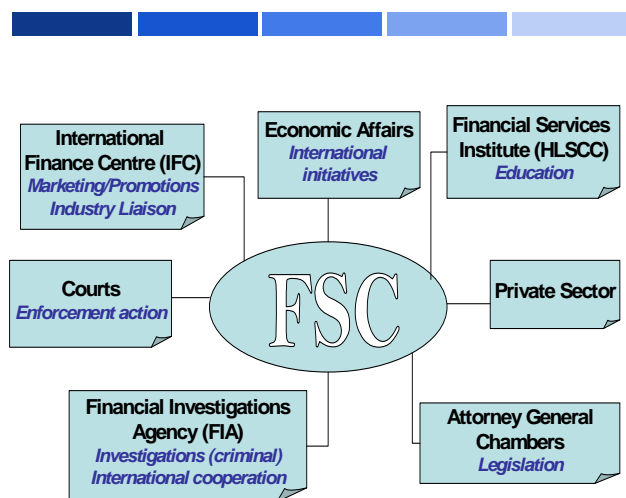 International
Finance Centre (IFC)
Marketing/Promotions
Industry Liaison
Economic Affairs
International
initiatives
Financial Services
Institute (HLSCC)
Education
Courts
Enforcement action
FSC
Private Sector
Financial Investigations
Agency (FIA)
Investigations (criminal)
International cooperation
Attorney General
Chambers
Legislation